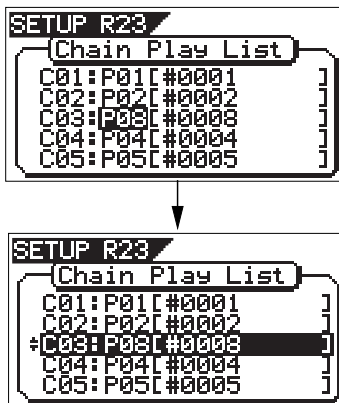 SETUP R23
Chain Play List
C01:P01[#0001 ]
C02:P02[#0002 ]
C03:P08[#0008 ]
C04:P04[#0004 ]
C05:P05[#0005 ]
SETUP R23
Chain Play List
C01:P01[#0001 ]
C02:P02[#0002 ]
C03:P08[#0008 ]
C04:P04[#0004 ]
C05:P05[#0005 ]